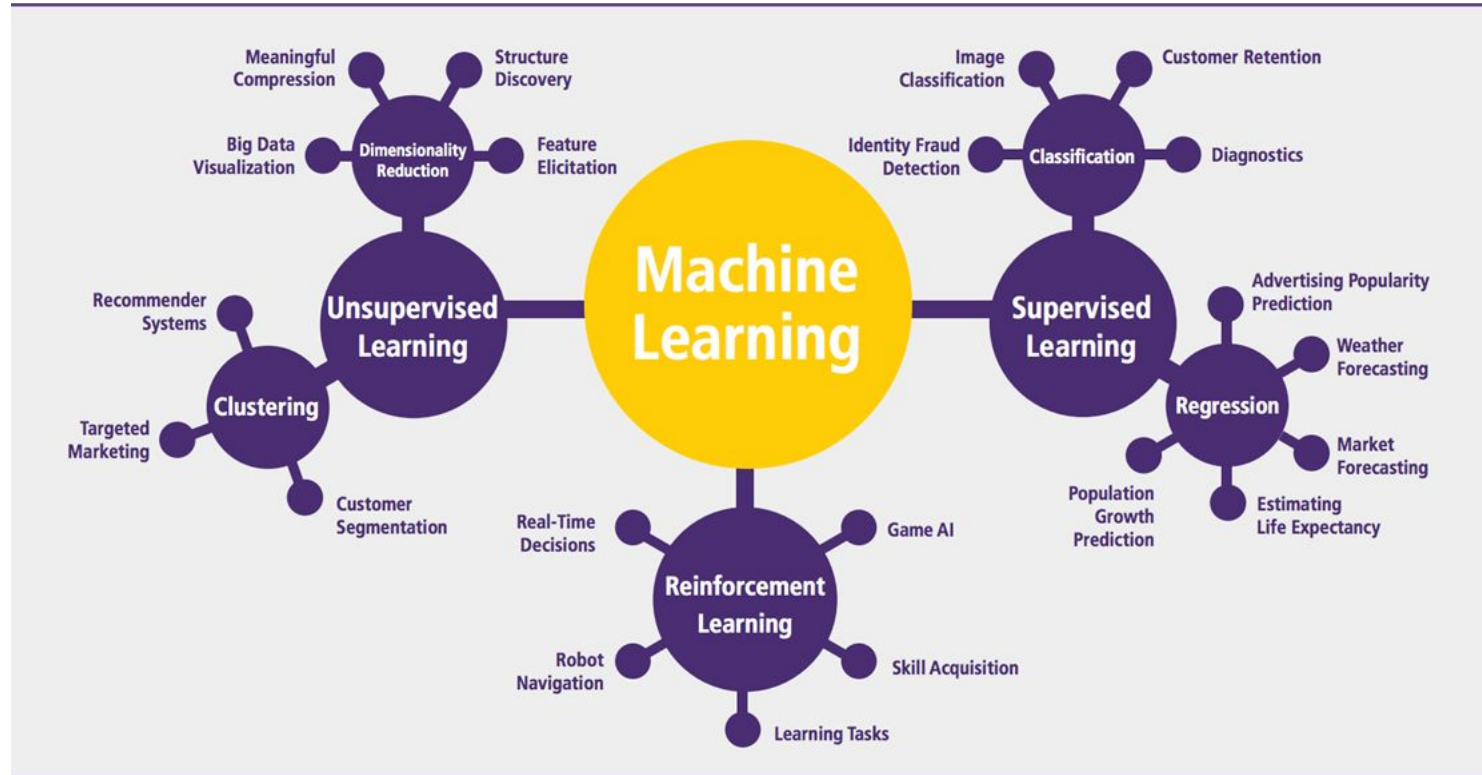 Meaningful
Compression
Structure
Discovery
Big Data
Visualization
Dimensionality
Reduction
Feature
Elicitation
Unsupervised
Learning
Recommender
Systems
Clustering
Targeted
Marketing
Customer
Segmentation
Machine
Learning
Image
Classification
Customer Retention
Identity Fraud
Detection
Classification
Diagnostics
Supervised
Learning
Advertising Popularity
Prediction
Weather
Forecasting
Regression
Market
Forecasting
Population
Growth
Prediction
Estimating
Life Expectancy
Real-Time
Decisions
Game AI
Reinforcement
Learning
Robot
Navigation
Skill Acquisition
Learning Tasks